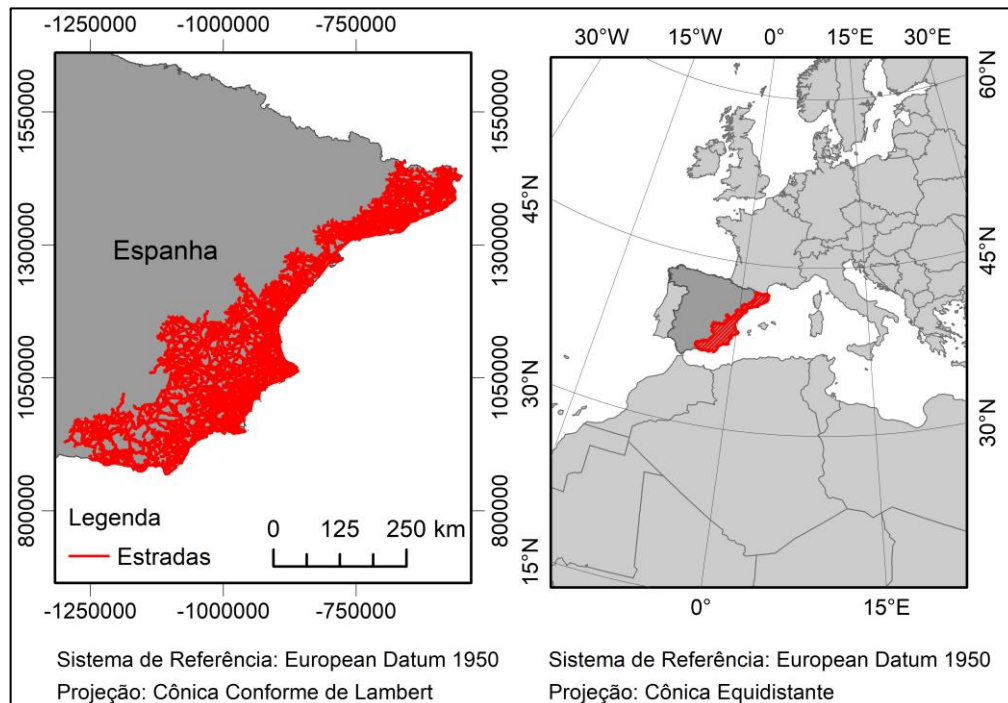 -1250000 -1000000 -750000
1550000
1300000
1050000
800000
1550000
1300000
1050000
800000
Espanha
Legenda
Estradas
0 125 250 km
-1250000 -1000000 -750000
Sistema de Referência: European Datum 1950
Projeção: Cônica Conforme de Lambert
30°W 15°W 0° 15°E 30°E
60°N
45°N
45°N
30°N
30°N
15°N
0° 15°E
Sistema de Referência: European Datum 1950
Projeção: Cônica Equidistante